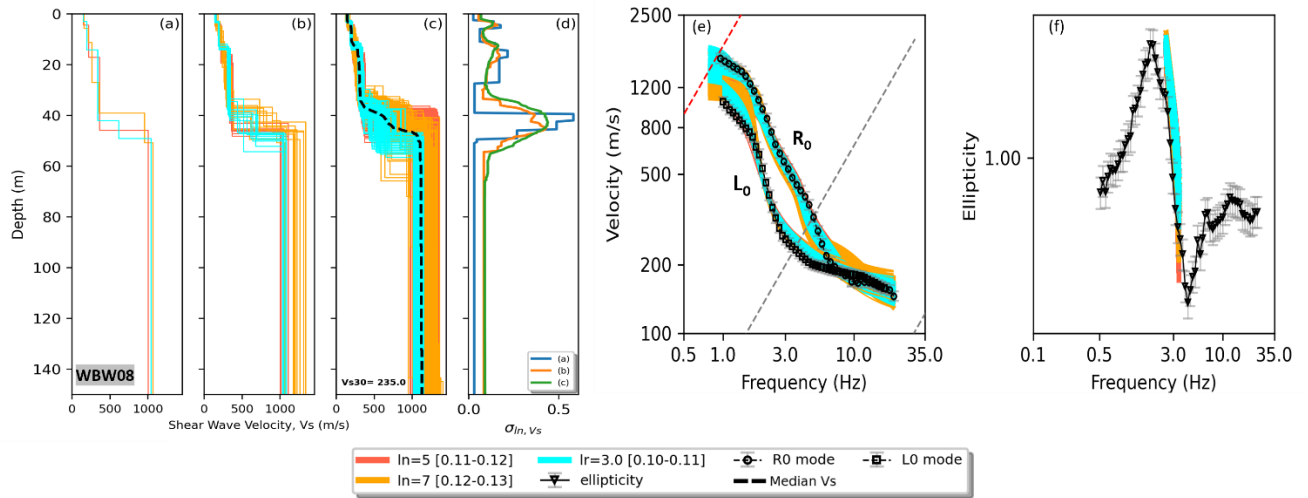 (a)
(b)
(c)
(d)
(e)
(f)
0
20
40
60
80
100
120
140
Depth (m)
WBW08
Vs30= 235.0
0
500
1000
500
1000
500
1000
0.0
0.5
Shear Wave Velocity, Vs (m/s)
σln, Vs
(a)
(b)
(c)
2500
1200
800
500
200
100
Velocity (m/s)
R0
L0
0.5
1.0
3.0
10.0
35.0
Frequency (Hz)
1.00
Ellipticity
0.1
0.5
3.0
10.0
35.0
Frequency (Hz)
ln=5 [0.11-0.12]
ln=7 [0.12-0.13]
lr=3.0 [0.10-0.11]
ellipticity
R0 mode
Median Vs
L0 mode